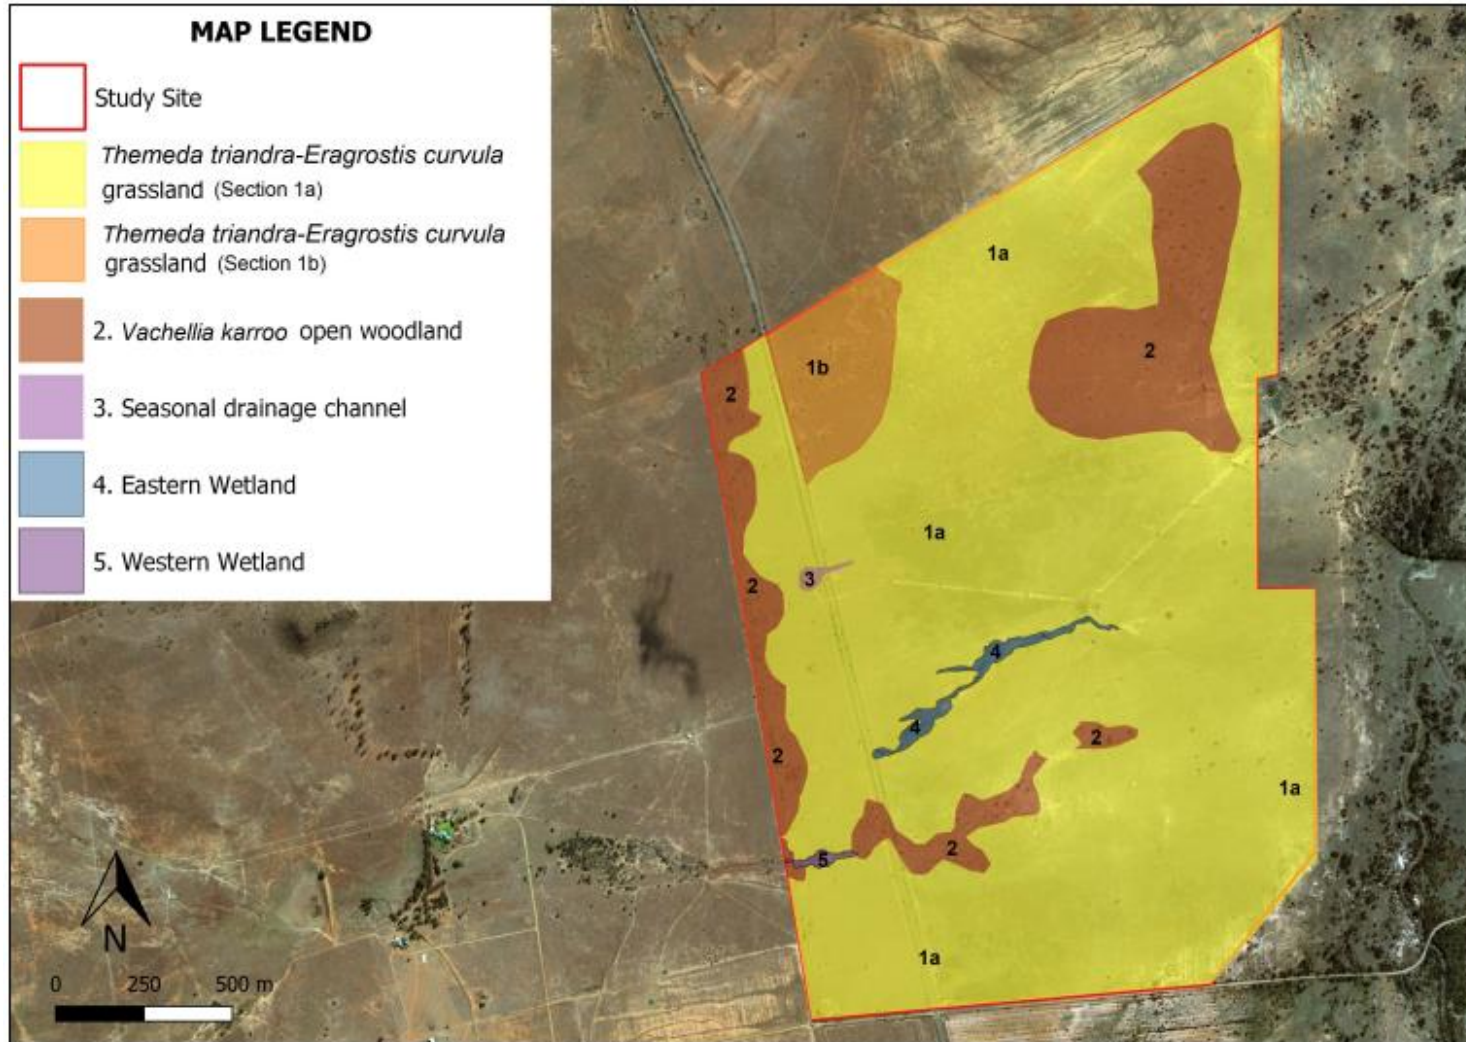 MAP LEGEND
Study Site
Themeda triandra-Eragrostis curvula
grassland (Section 1a)
Themeda triandra-Eragrostis curvula
grassland (Section 1b)
2. Vachellia karroo open woodland
3. Seasonal drainage channel
4. Eastern Wetland
5. Western Wetland
1a
1b
2
2
1a
3
2
4
4
2
2
1a
2
5
1a
N
0 250 500 m